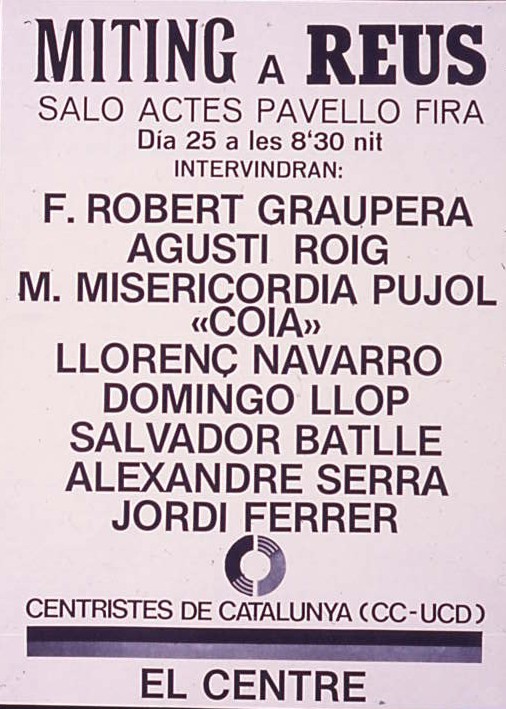 MITING A REUS
SALO ACTES PAVELLO FIRA
Día 25 a les 8'30 nit
INTERVINDRAN:
F. ROBERT GRAUPERA
AGUSTI ROIG
M. MISERICORDIA PUJOL
«COIA»
LLORENÇ NAVARRO
DOMINGO LLOP
SALVADOR BATLLE
ALEXANDRE SERRA
JORDI FERRER
CENTRISTES DE CATALUNYA (CC-UCD)
EL CENTRE